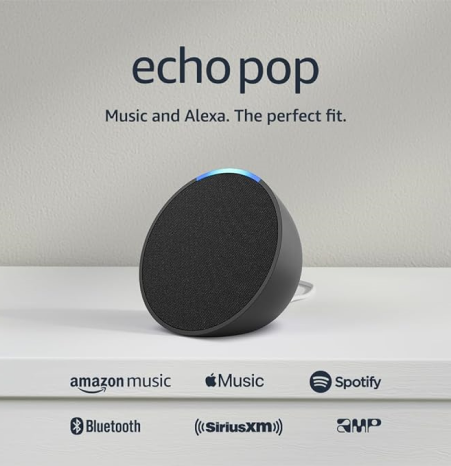 echo pop
Music and Alexa. The perfect fit.
amazon music
Music
Spotify
Bluetooth
((SiriusXM))
AMP